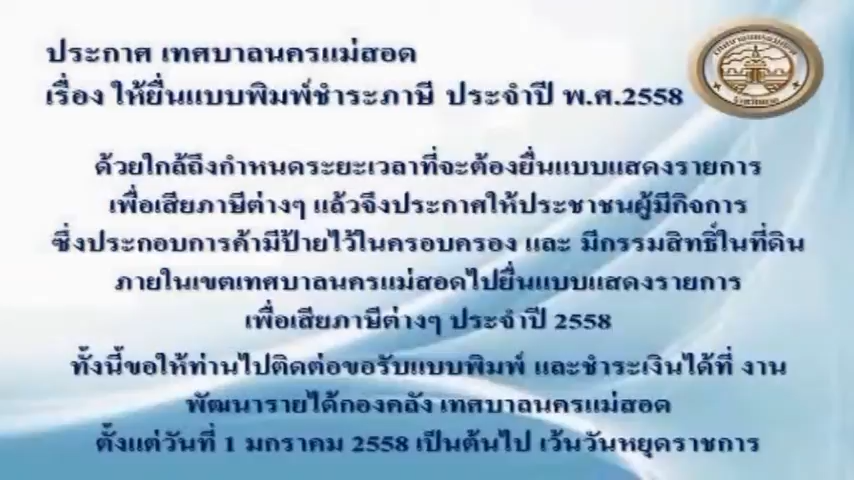 ประกาศ เทศบาลนครแม่สอด
เรื่อง ให้ยื่นแบบพิมพ์ชำระภาษี ประจำปี พ.ศ.2558
ด้วยใกล้ถึงกำหนดระยะเวลาที่จะต้องยื่นแบบแสดงรายการ
เพื่อเสียภาษีต่างๆ แล้วจึงประกาศให้ประชาชนผู้มีกิจการ
ซึ่งประกอบการค้ามีป้ายไว้ในครอบครอง และ มีกรรมสิทธิ์ในที่ดิน
ภายในเขตเทศบาลนครแม่สอดไปยื่นแบบแสดงรายการ
เพื่อเสียภาษีต่างๆ ประจำปี 2558
ทั้งนี้ขอให้ท่านไปติดต่อขอรับแบบพิมพ์ และชำระเงินได้ที่ งาน
พัฒนารายได้กองคลัง เทศบาลนครแม่สอด
ตั้งแต่วันที่ 1 มกราคม 2558 เป็นต้นไป เว้นวันหยุดราชการ